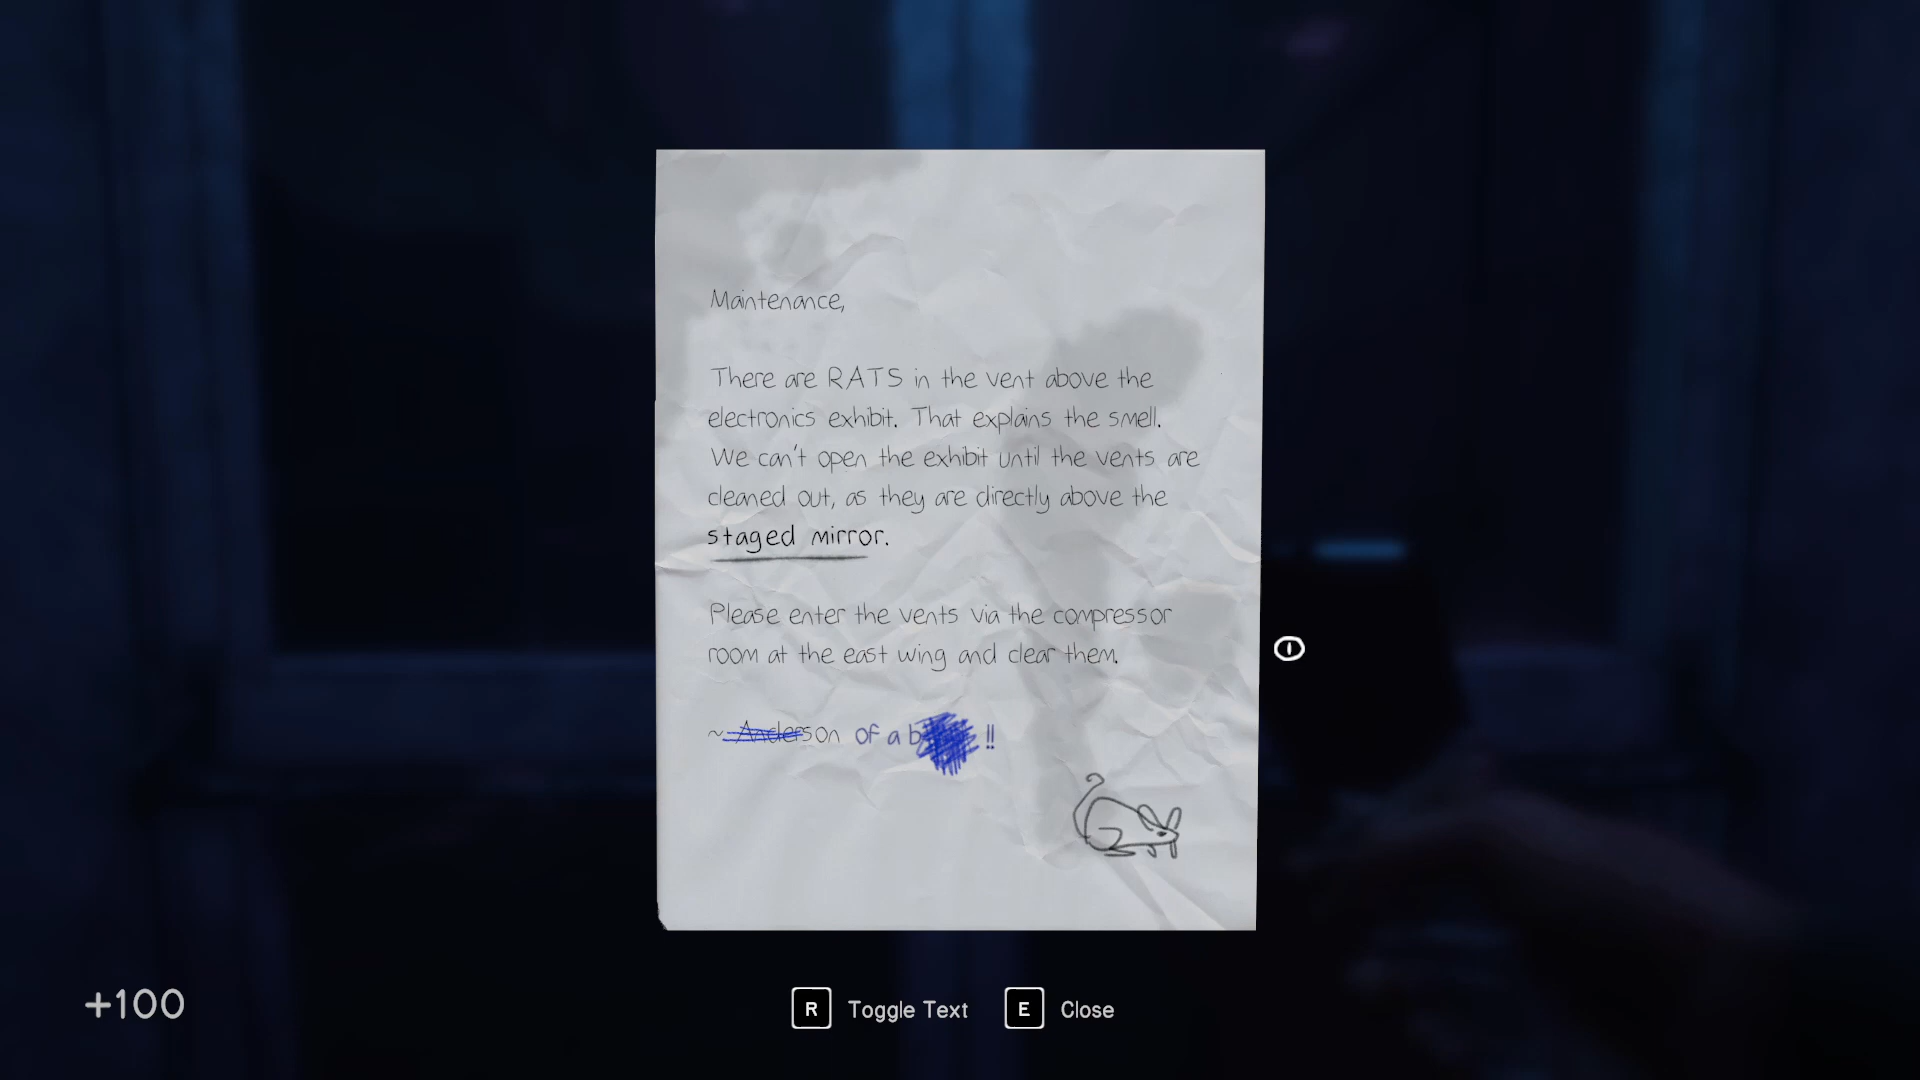 Maintenance,
There are RATS in the vent above the
electronics exhibit. That explains the smell.
We can't open the exhibit until the vents are
cleaned out, as they are directly above the
staged mirror.
Please enter the vents via the compressor
room at the east wing and clear them.
~ Anderson of a b !!
+100
R Toggle Text E Close